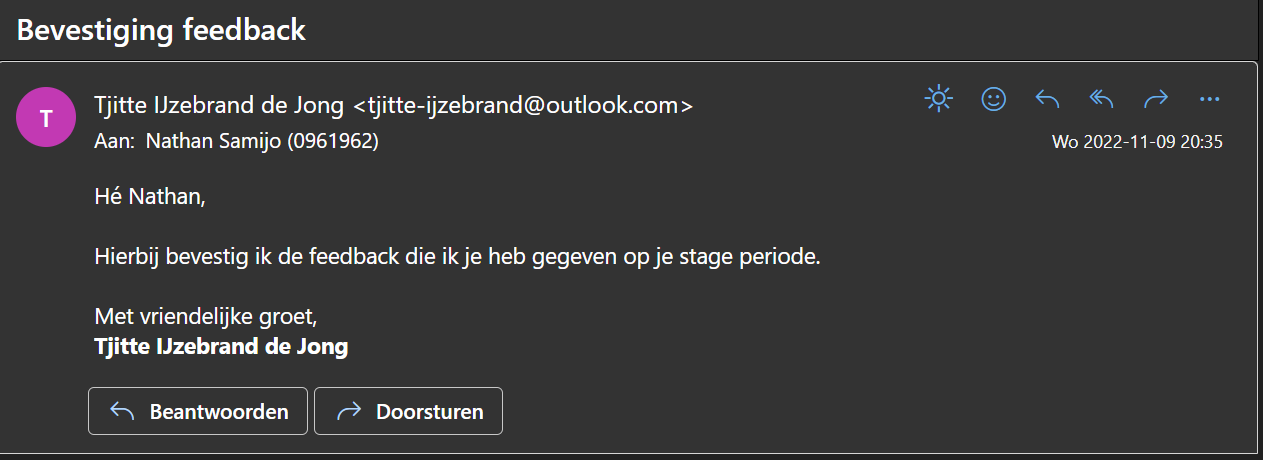 Bevestiging feedback
T
Tjitte IJzebrand de Jong <tjitte-ijzebrand@outlook.com>
Aan: Nathan Samijo (0961962)
Wo 2022-11-09 20:35
Hé Nathan,
Hierbij bevestig ik de feedback die ik je heb gegeven op je stage periode.
Met vriendelijke groet,
Tjitte IJzebrand de Jong
Beantwoorden
Doorsturen